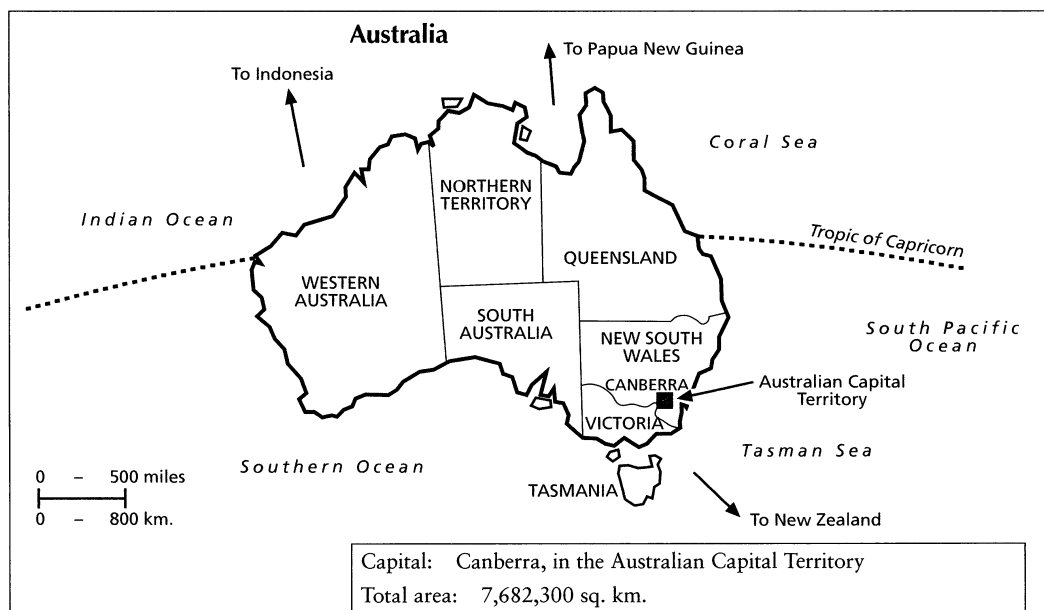 Australia
To Papua New Guinea
To Indonesia
Coral Sea
NORTHERN
TERRITORY
Indian Ocean
Tropic of Capricorn
QUEENSLAND
WESTERN
AUSTRALIA
SOUTH
AUSTRALIA
South Pacific
Ocean
NEW SOUTH
WALES
CANBERRA
Australian Capital
Territory
VICTORIA
Tasman Sea
Southern Ocean
0 – 500 miles
0 – 800 km.
TASMANIA
To New Zealand
Capital: Canberra, in the Australian Capital Territory
Total area: 7,682,300 sq. km.